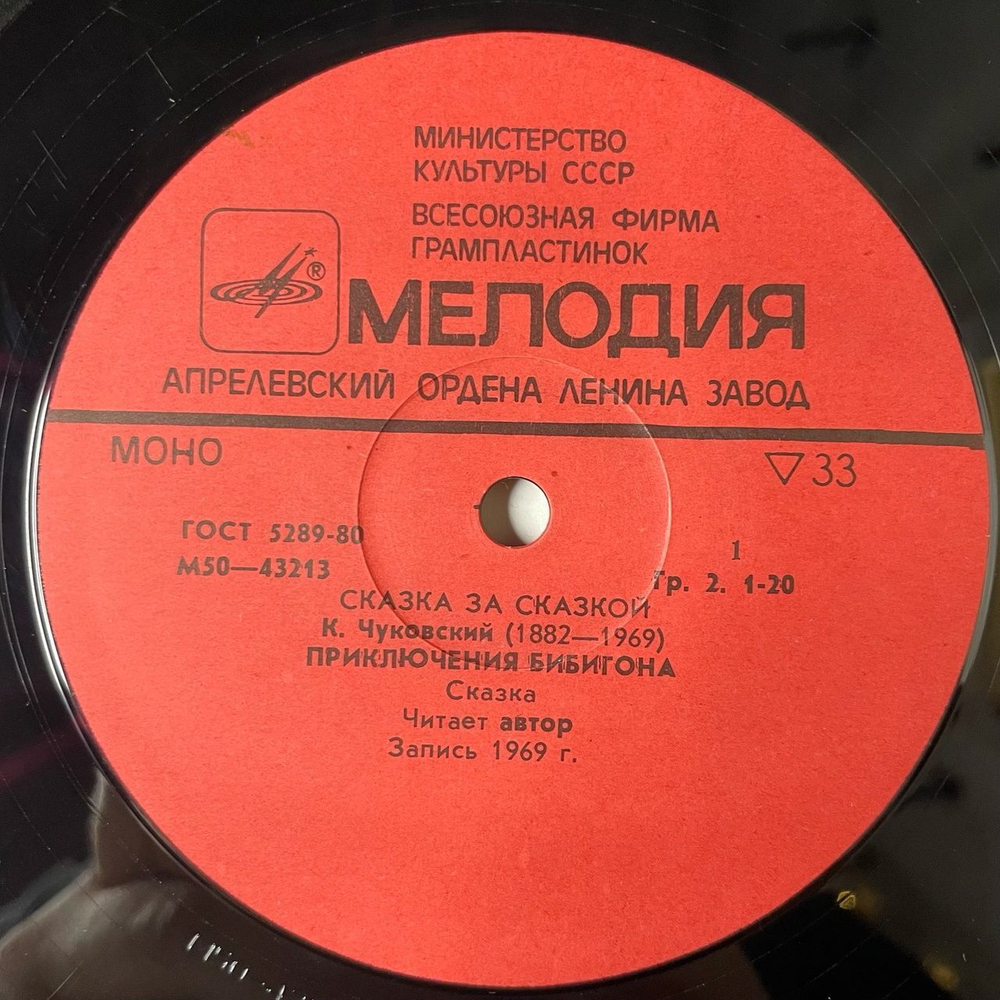 МИНИСТЕРСТВО
КУЛЬТУРЫ СССР
ВСЕСОЮЗНАЯ ФИРМА
ГРАМПЛАСТИНОК
®
МЕЛОДИЯ
АПРЕЛЕВСКИЙ ОРДЕНА ЛЕНИНА ЗАВОД
МОНО
▽33
ГОСТ 5289-80
М50—43213
1
Гр. 2. 1-20
СКАЗКА ЗА СКАЗКОЙ
К. Чуковский (1882—1969)
ПРИКЛЮЧЕНИЯ БИБИГОНА
Сказка
Читает автор
Запись 1969 г.